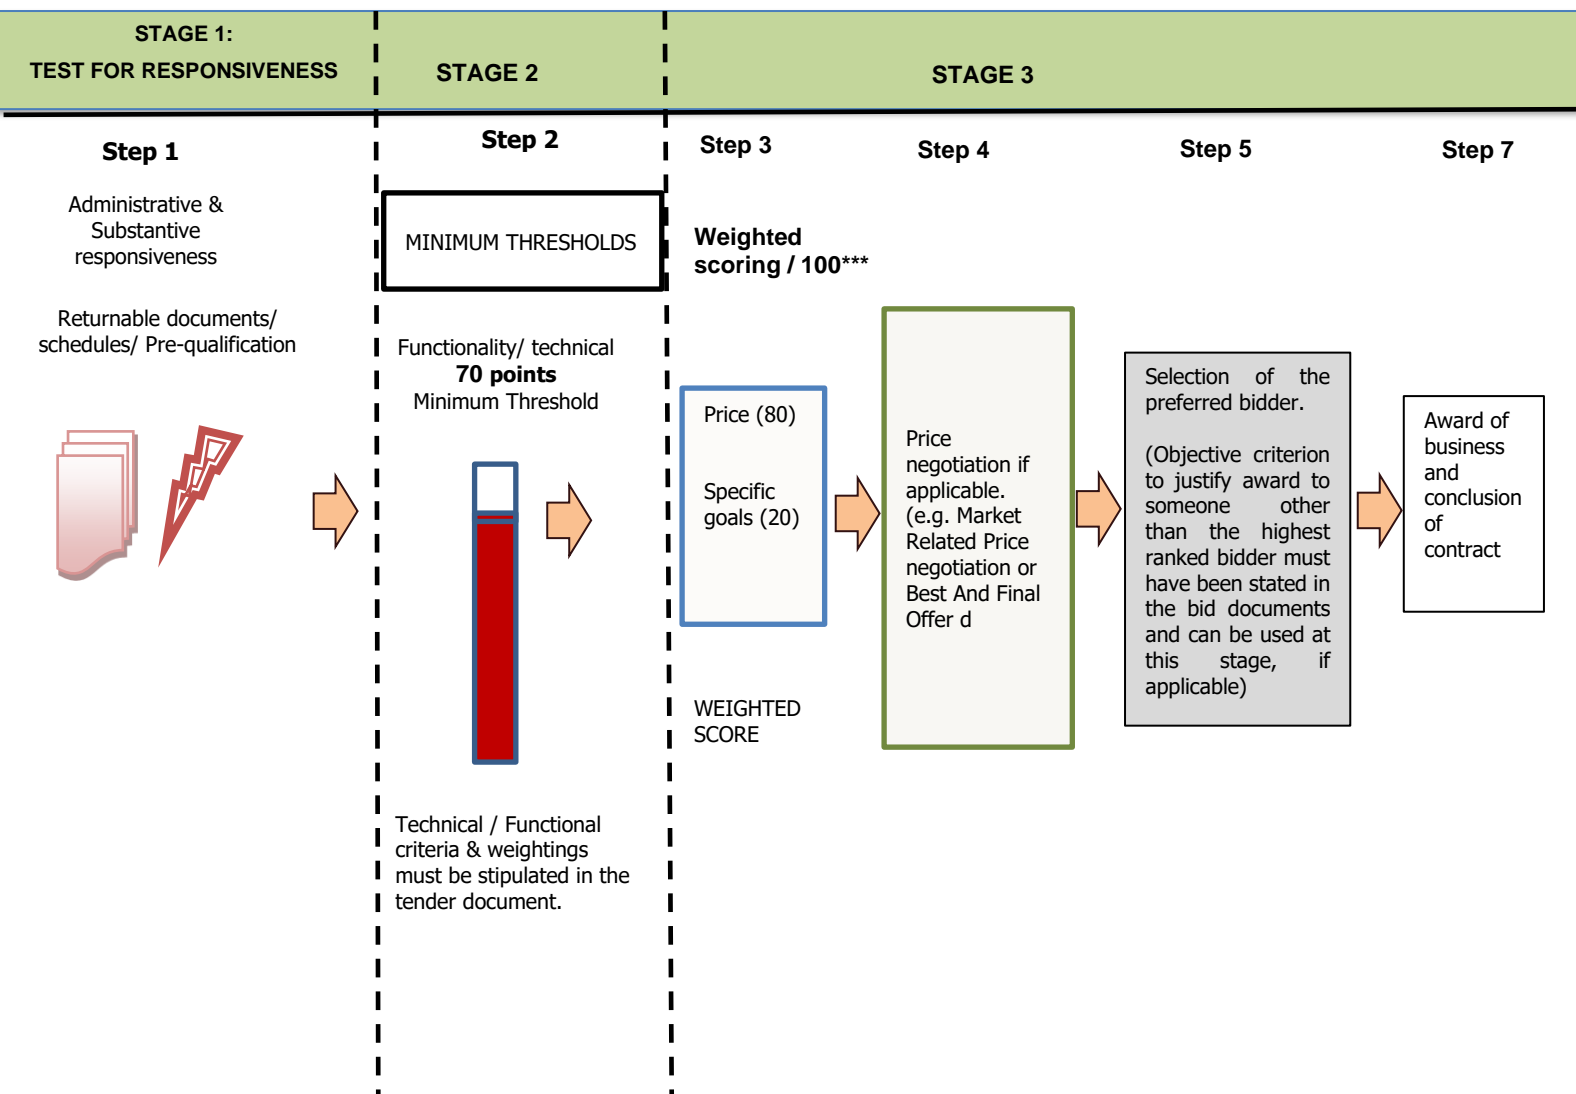 STAGE 1:
TEST FOR RESPONSIVENESS
STAGE 2
STAGE 3
Step 1
Administrative &
Substantive
responsiveness
Returnable documents/
schedules/ Pre-qualification
Step 2
MINIMUM THRESHOLDS
Functionality/ technical
70 points
Minimum Threshold
Technical / Functional
criteria & weightings
must be stipulated in the
tender document.
Step 3
Weighted
scoring / 100***
Price (80)
Specific
goals (20)
WEIGHTED
SCORE
Step 4
Price
negotiation if
applicable.
(e.g. Market
Related Price
negotiation or
Best And Final
Offer d
Step 5
Selection of the
preferred bidder.
(Objective criterion
to justify award to
someone other
than the highest
ranked bidder must
have been stated in
the bid documents
and can be used at
this stage, if
applicable)
Step 7
Award of
business
and
conclusion
of
contract